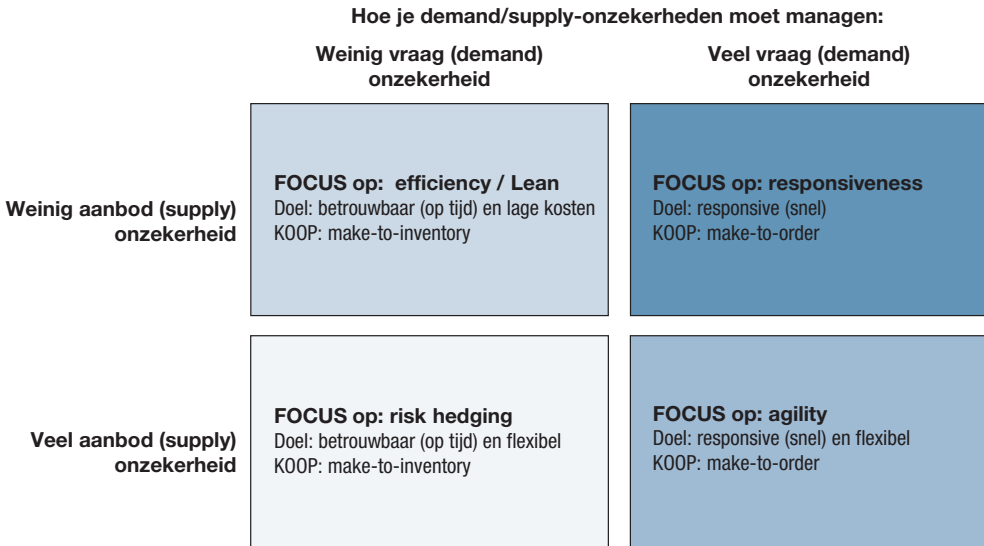 Hoe je demand/supply-onzekerheden moet managen:
Weinig vraag (demand)
onzekerheid
Veel vraag (demand)
onzekerheid
Weinig aanbod (supply)
onzekerheid
FOCUS op: efficiency / Lean
Doel: betrouwbaar (op tijd) en lage kosten
KOOP: make-to-inventory
FOCUS op: responsiveness
Doel: responsive (snel)
KOOP: make-to-order
Veel aanbod (supply)
onzekerheid
FOCUS op: risk hedging
Doel: betrouwbaar (op tijd) en flexibel
KOOP: make-to-inventory
FOCUS op: agility
Doel: responsive (snel) en flexibel
KOOP: make-to-order